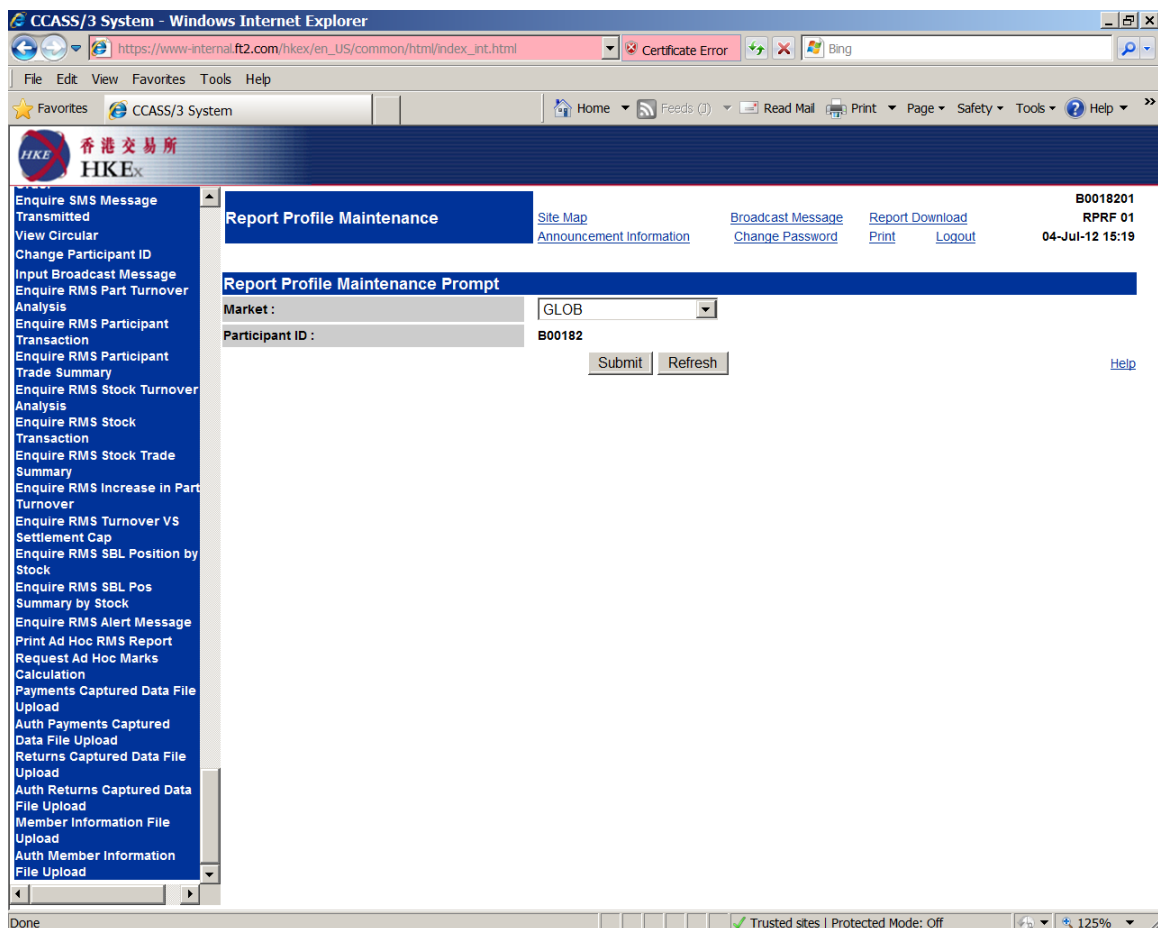 CCASS/3 System - Windows Internet Explorer
https://www-internal.ft2.com/hkex/en_US/common/html/index_int.html
Certificate Error
Bing
File Edit View Favorites Tools Help
Favorites
CCASS/3 System
Home
Feeds (J)
Read Mail
Print
Page
Safety
Tools
Help
»
HKEx
香港交易所
HKEx
Enquire SMS Message
Transmitted
View Circular
Change Participant ID
Input Broadcast Message
Enquire RMS Part Turnover
Analysis
Enquire RMS Participant
Transaction
Enquire RMS Participant
Trade Summary
Enquire RMS Stock Turnover
Analysis
Enquire RMS Stock
Transaction
Enquire RMS Stock Trade
Summary
Enquire RMS Increase in Part
Turnover
Enquire RMS Turnover VS
Settlement Cap
Enquire RMS SBL Position by
Stock
Enquire RMS SBL Pos
Summary by Stock
Enquire RMS Alert Message
Print Ad Hoc RMS Report
Request Ad Hoc Marks
Calculation
Payments Captured Data File
Upload
Auth Payments Captured
Data File Upload
Returns Captured Data File
Upload
Auth Returns Captured Data
File Upload
Member Information File
Upload
Auth Member Information
File Upload
Report Profile Maintenance
Site Map
Broadcast Message
Report Download
Announcement Information
Change Password
Print
Logout
B0018201
RPRF 01
04-Jul-12 15:19
Report Profile Maintenance Prompt
Market :
GLOB
Participant ID :
B00182
Submit
Refresh
Help
Done
Trusted sites | Protected Mode: Off
125%